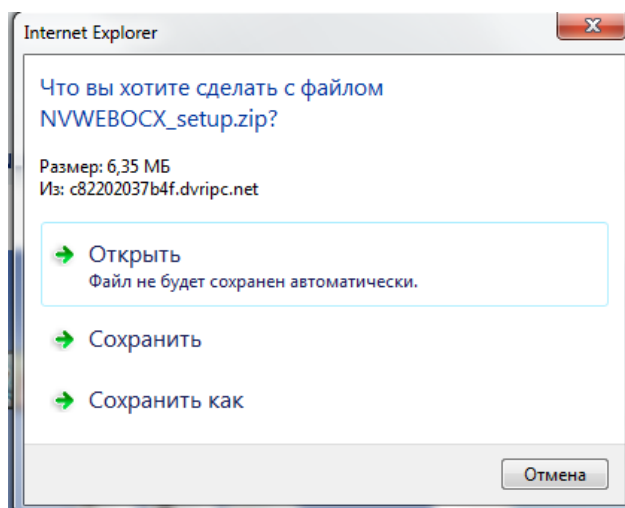 Internet Explorer
Что вы хотите сделать с файлом
NVWEBOCX_setup.zip?
Размер: 6,35 МБ
Из: c82202037b4f.dvripc.net
Открыть
Файл не будет сохранен автоматически.
Сохранить
Сохранить как
Отмена